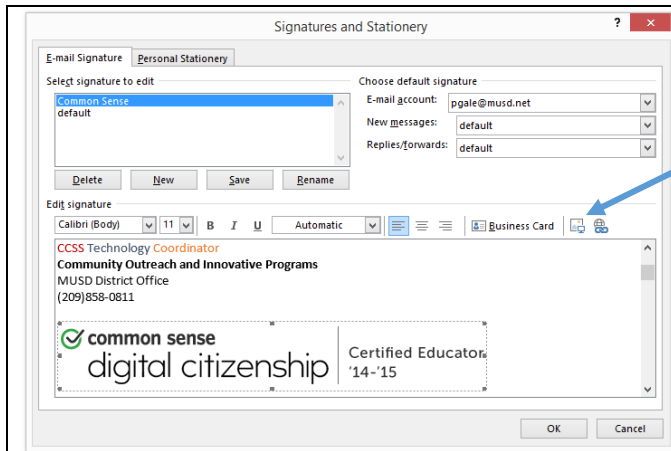 Signatures and Stationery
? ×
E-mail Signature Personal Stationery
Select signature to edit
Common Sense
default
Delete New Save Rename
Choose default signature
E-mail account: pgale@musd.net
New messages: default
Replies/forwards: default
Edit signature
Calibri (Body) 11 B I U Automatic Business Card
CCSS Technology Coordinator
Community Outreach and Innovative Programs
MUSD District Office
(209)858-0811
common sense
digital citizenship
Certified Educator
'14-'15
OK Cancel